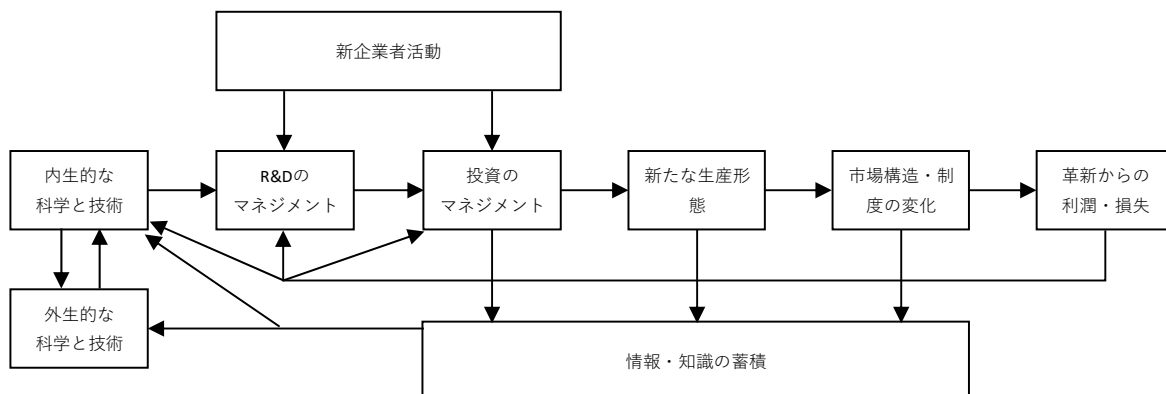 新企業者活動
内生的な
科学と技術
R&Dの
マネジメント
投資の
マネジメント
新たな生産形
態
市場構造・制
度の変化
革新からの
利潤・損失
外生的な
科学と技術
情報・知識の蓄積